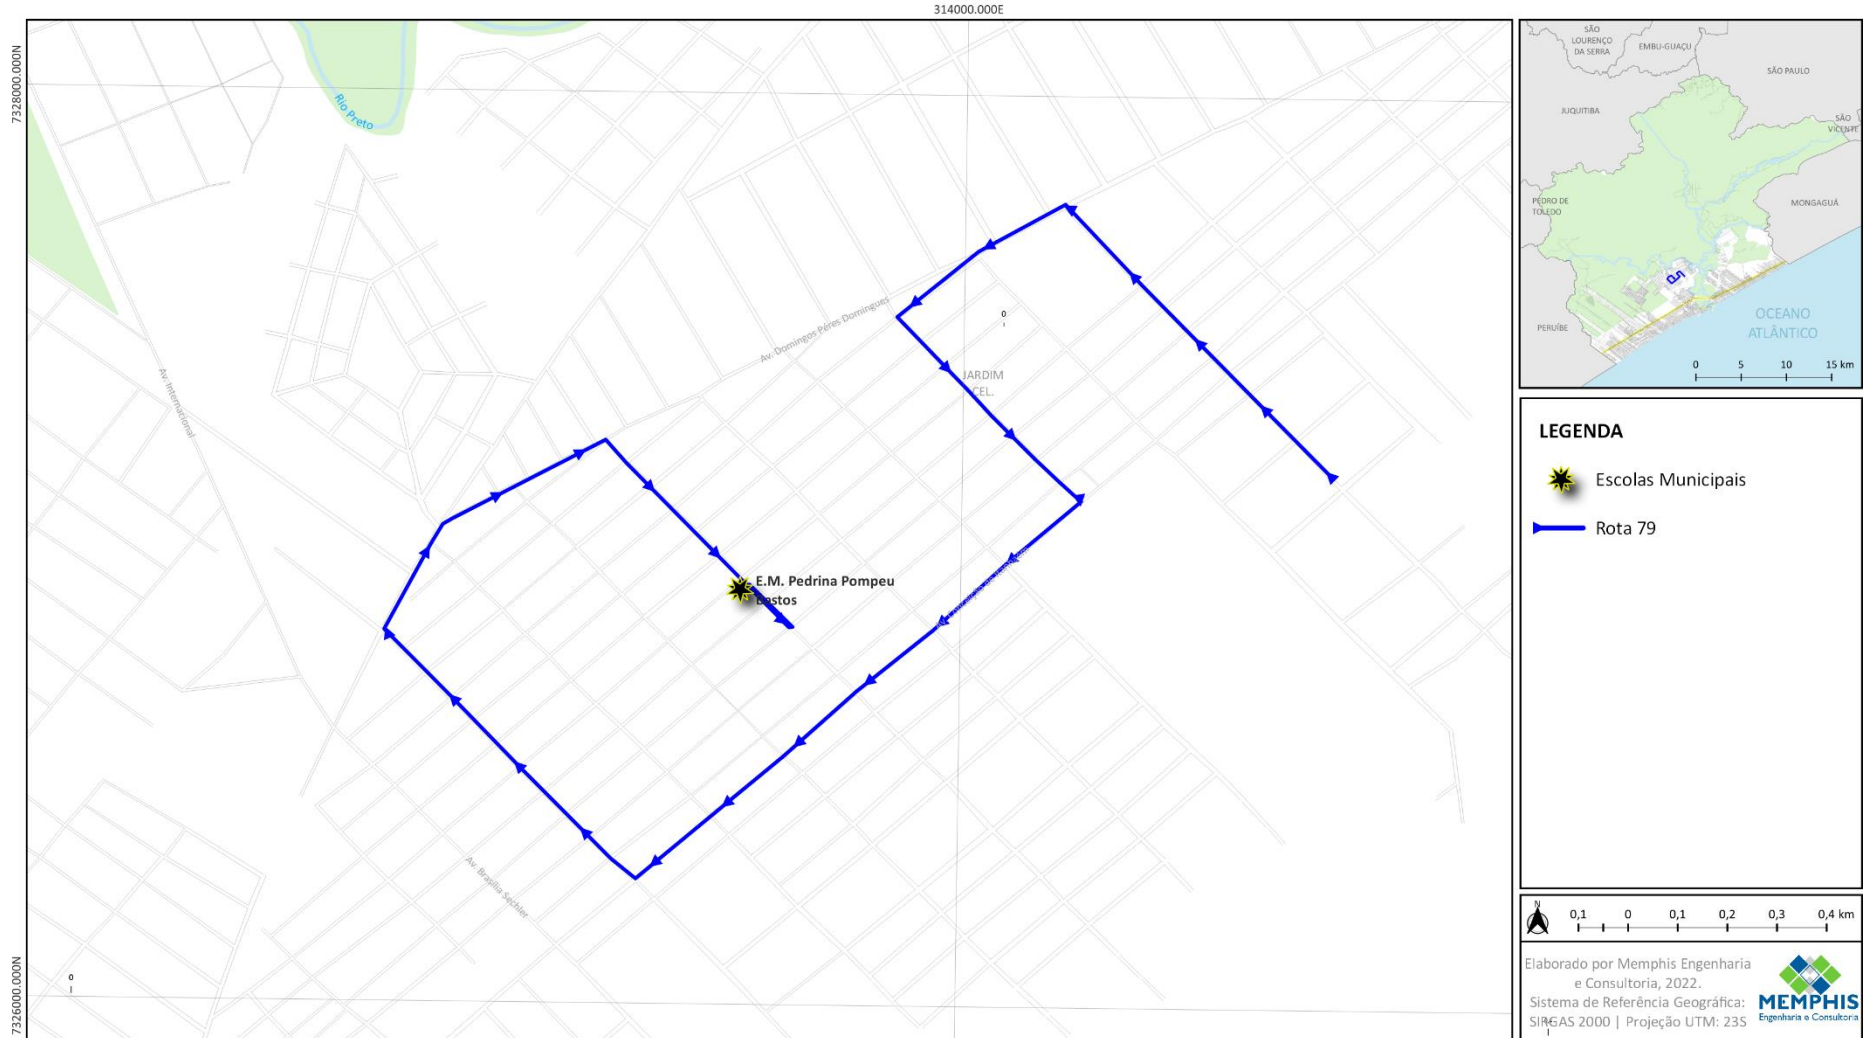 314000.000E
7328000.000N
Rio Preto
Av. Internacional
Av. Domingos Péres Domingues
0
JARDIM
CEL.
E.M. Pedrina Pompeu
Bastos
Av. Brasília Sechler
0
7326000.000N
SÃO
LOURENÇO
DA SERRA
EMBU-GUAÇU
SÃO PAULO
JUQUITIBA
SÃO
VICENTE
PEDRO DE
TOLEDO
MONGAGUÁ
PERUÍBE
OCEANO
ATLÂNTICO
0 5 10 15 km
LEGENDA
Escolas Municipais
Rota 79
N
0,1 0 0,1 0,2 0,3 0,4 km
Elaborado por Memphis Engenharia
e Consultoria, 2022.
Sistema de Referência Geográfica:
SIRGAS 2000 | Projeção UTM: 23S
MEMPHIS
Engenharia e Consultoria